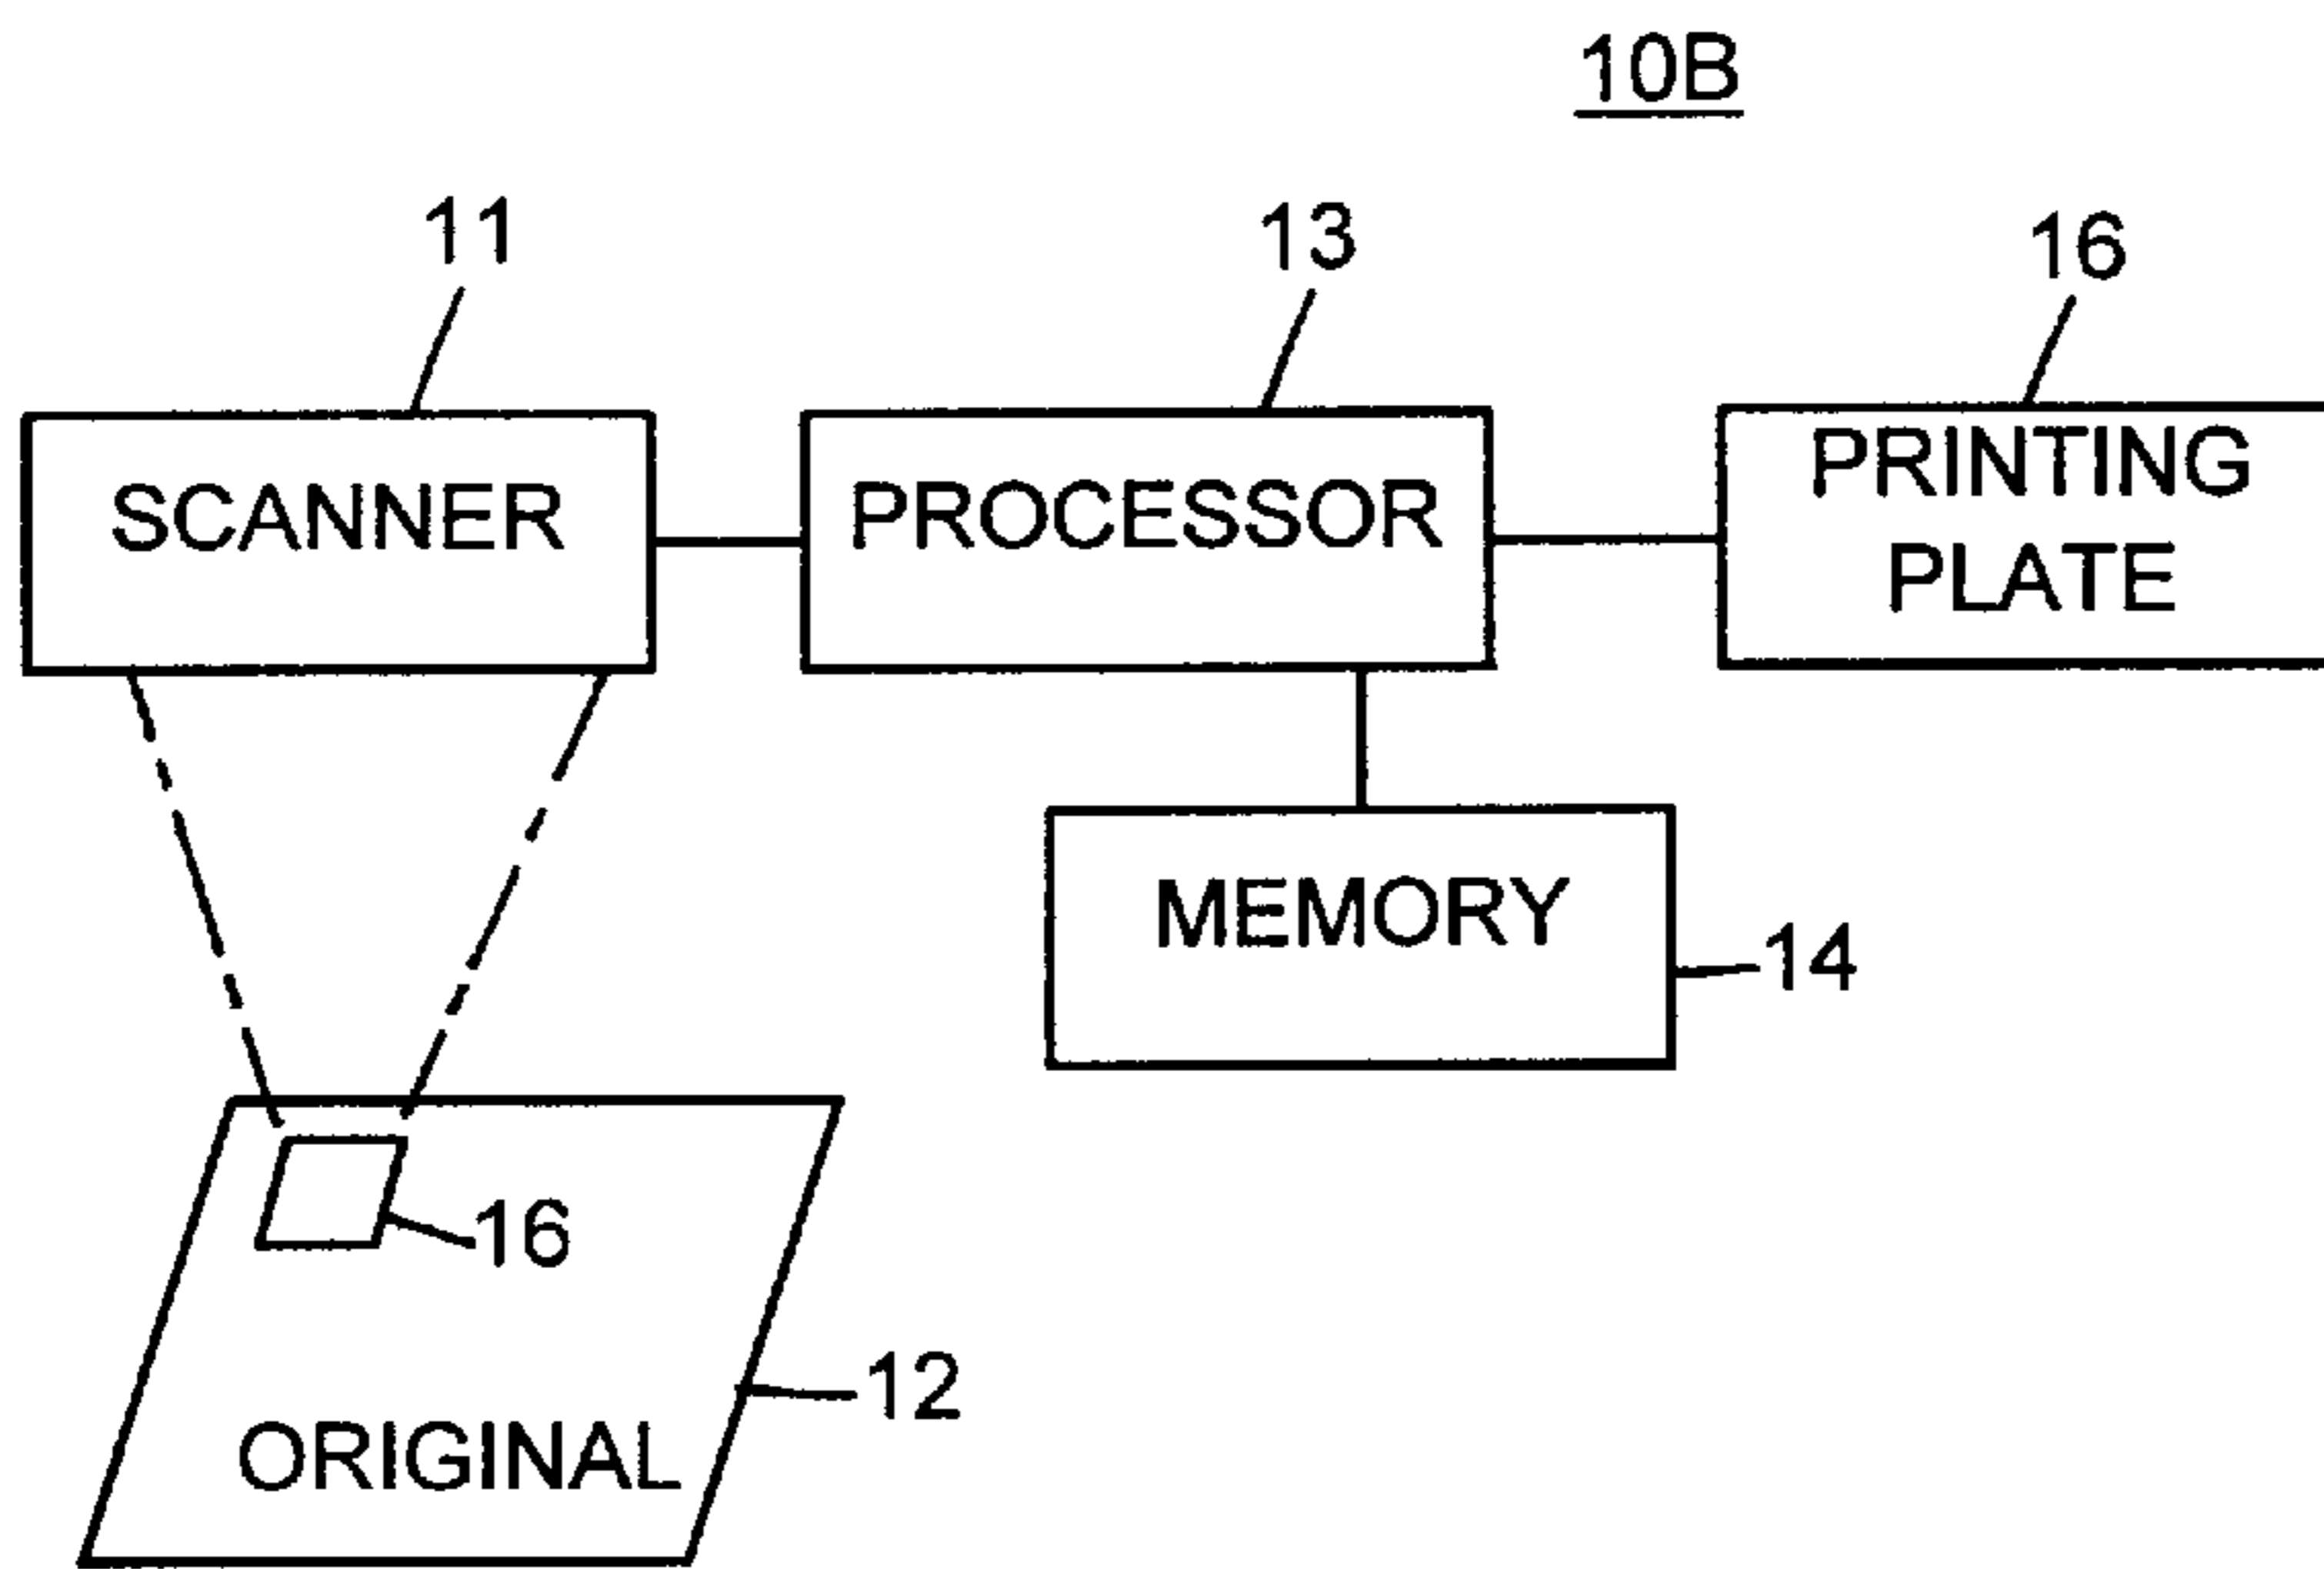 10B
11
13
16
SCANNER
PROCESSOR
PRINTING
PLATE
MEMORY
14
16
12
ORIGINAL